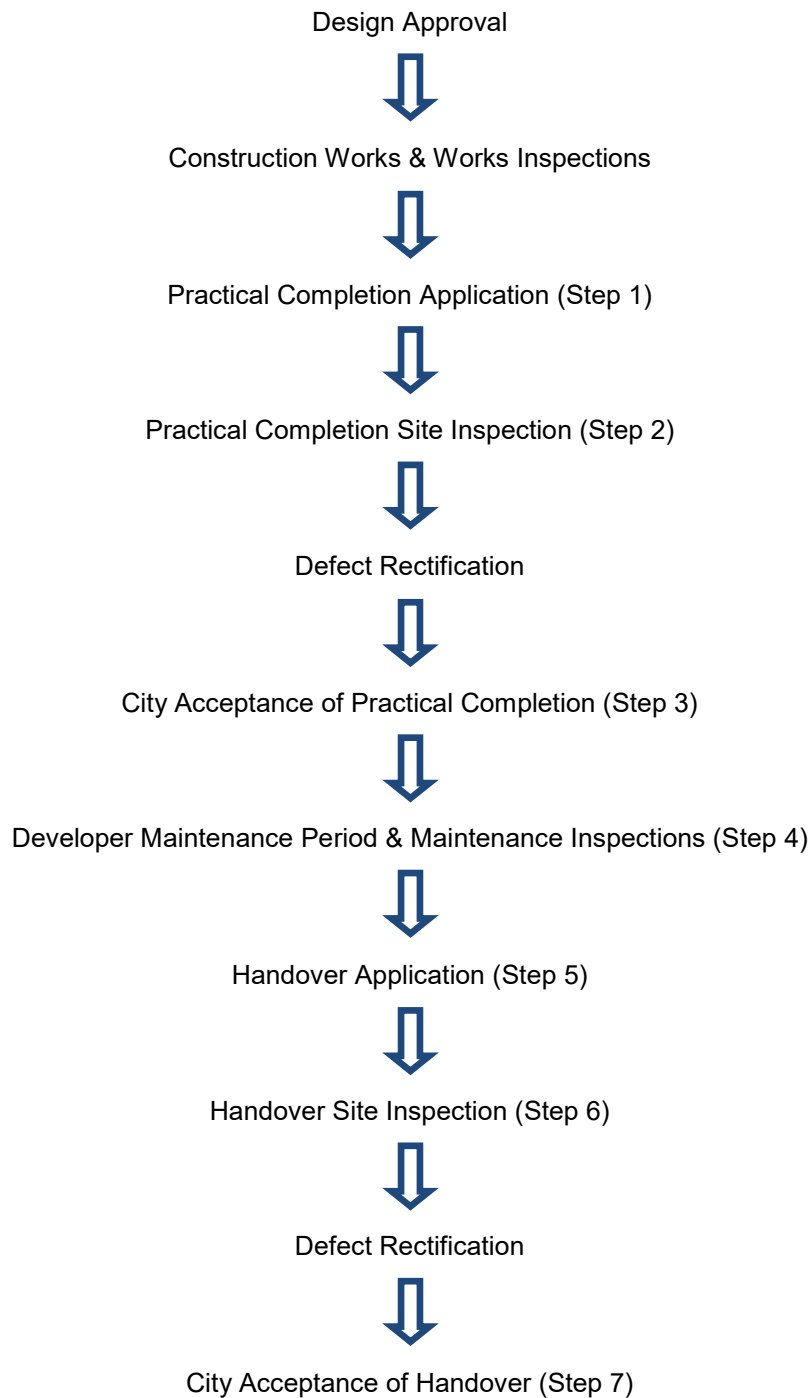 Design Approval
Construction Works & Works Inspections
Practical Completion Application (Step 1)
Practical Completion Site Inspection (Step 2)
Defect Rectification
City Acceptance of Practical Completion (Step 3)
Developer Maintenance Period & Maintenance Inspections (Step 4)
Handover Application (Step 5)
Handover Site Inspection (Step 6)
Defect Rectification
City Acceptance of Handover (Step 7)